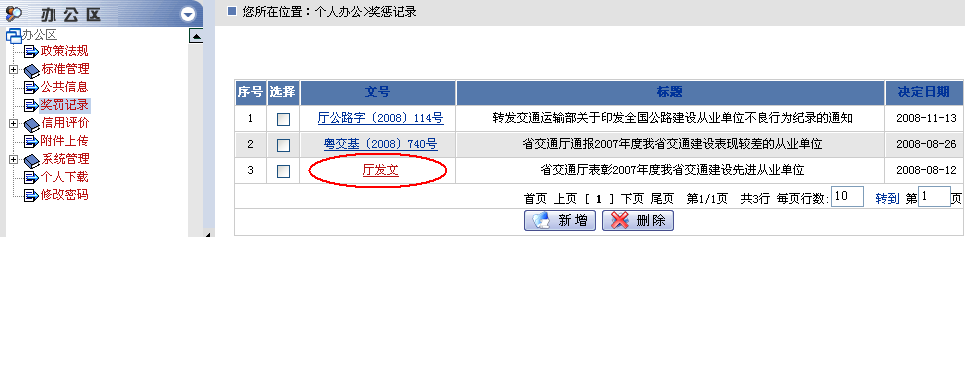 办公区
办公区
政策法规
标准管理
公共信息
奖罚记录
信用评价
附件上传
系统管理
个人下载
修改密码
您所在位置：个人办公>奖惩记录
序号 选择 文号 标题 决定日期
1 厅公路字〔2008〕114号 转发交通运输部关于印发全国公路建设从业单位不良行为纪录的通知 2008-11-13
2 粤交基〔2008〕740号 省交通厅通报2007年度我省交通建设表现较差的从业单位 2008-08-26
3 厅发文 省交通厅表彰2007年度我省交通建设先进从业单位 2008-08-12
首页 上页 [ 1 ] 下页 尾页 第1/1页 共3行 每页行数: 10 转到 第 1 页
新增 删除